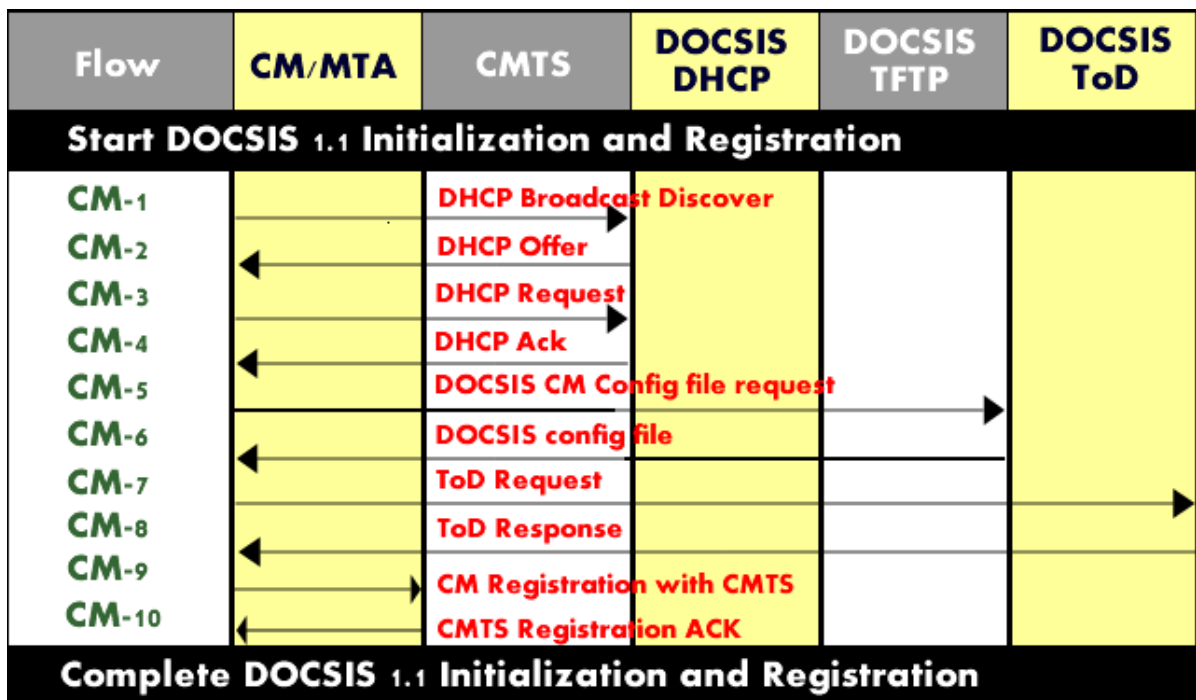 Flow CM/MTA CMTS DOCSIS DHCP DOCSIS TFTP DOCSIS ToD
Start DOCSIS 1.1 Initialization and Registration
CM-1 DHCP Broadcast Discover
CM-2 DHCP Offer
CM-3 DHCP Request
CM-4 DHCP Ack
CM-5 DOCSIS CM Config file request
CM-6 DOCSIS config file
CM-7 ToD Request
CM-8 ToD Response
CM-9 CM Registration with CMTS
CM-10 CMTS Registration ACK
Complete DOCSIS 1.1 Initialization and Registration